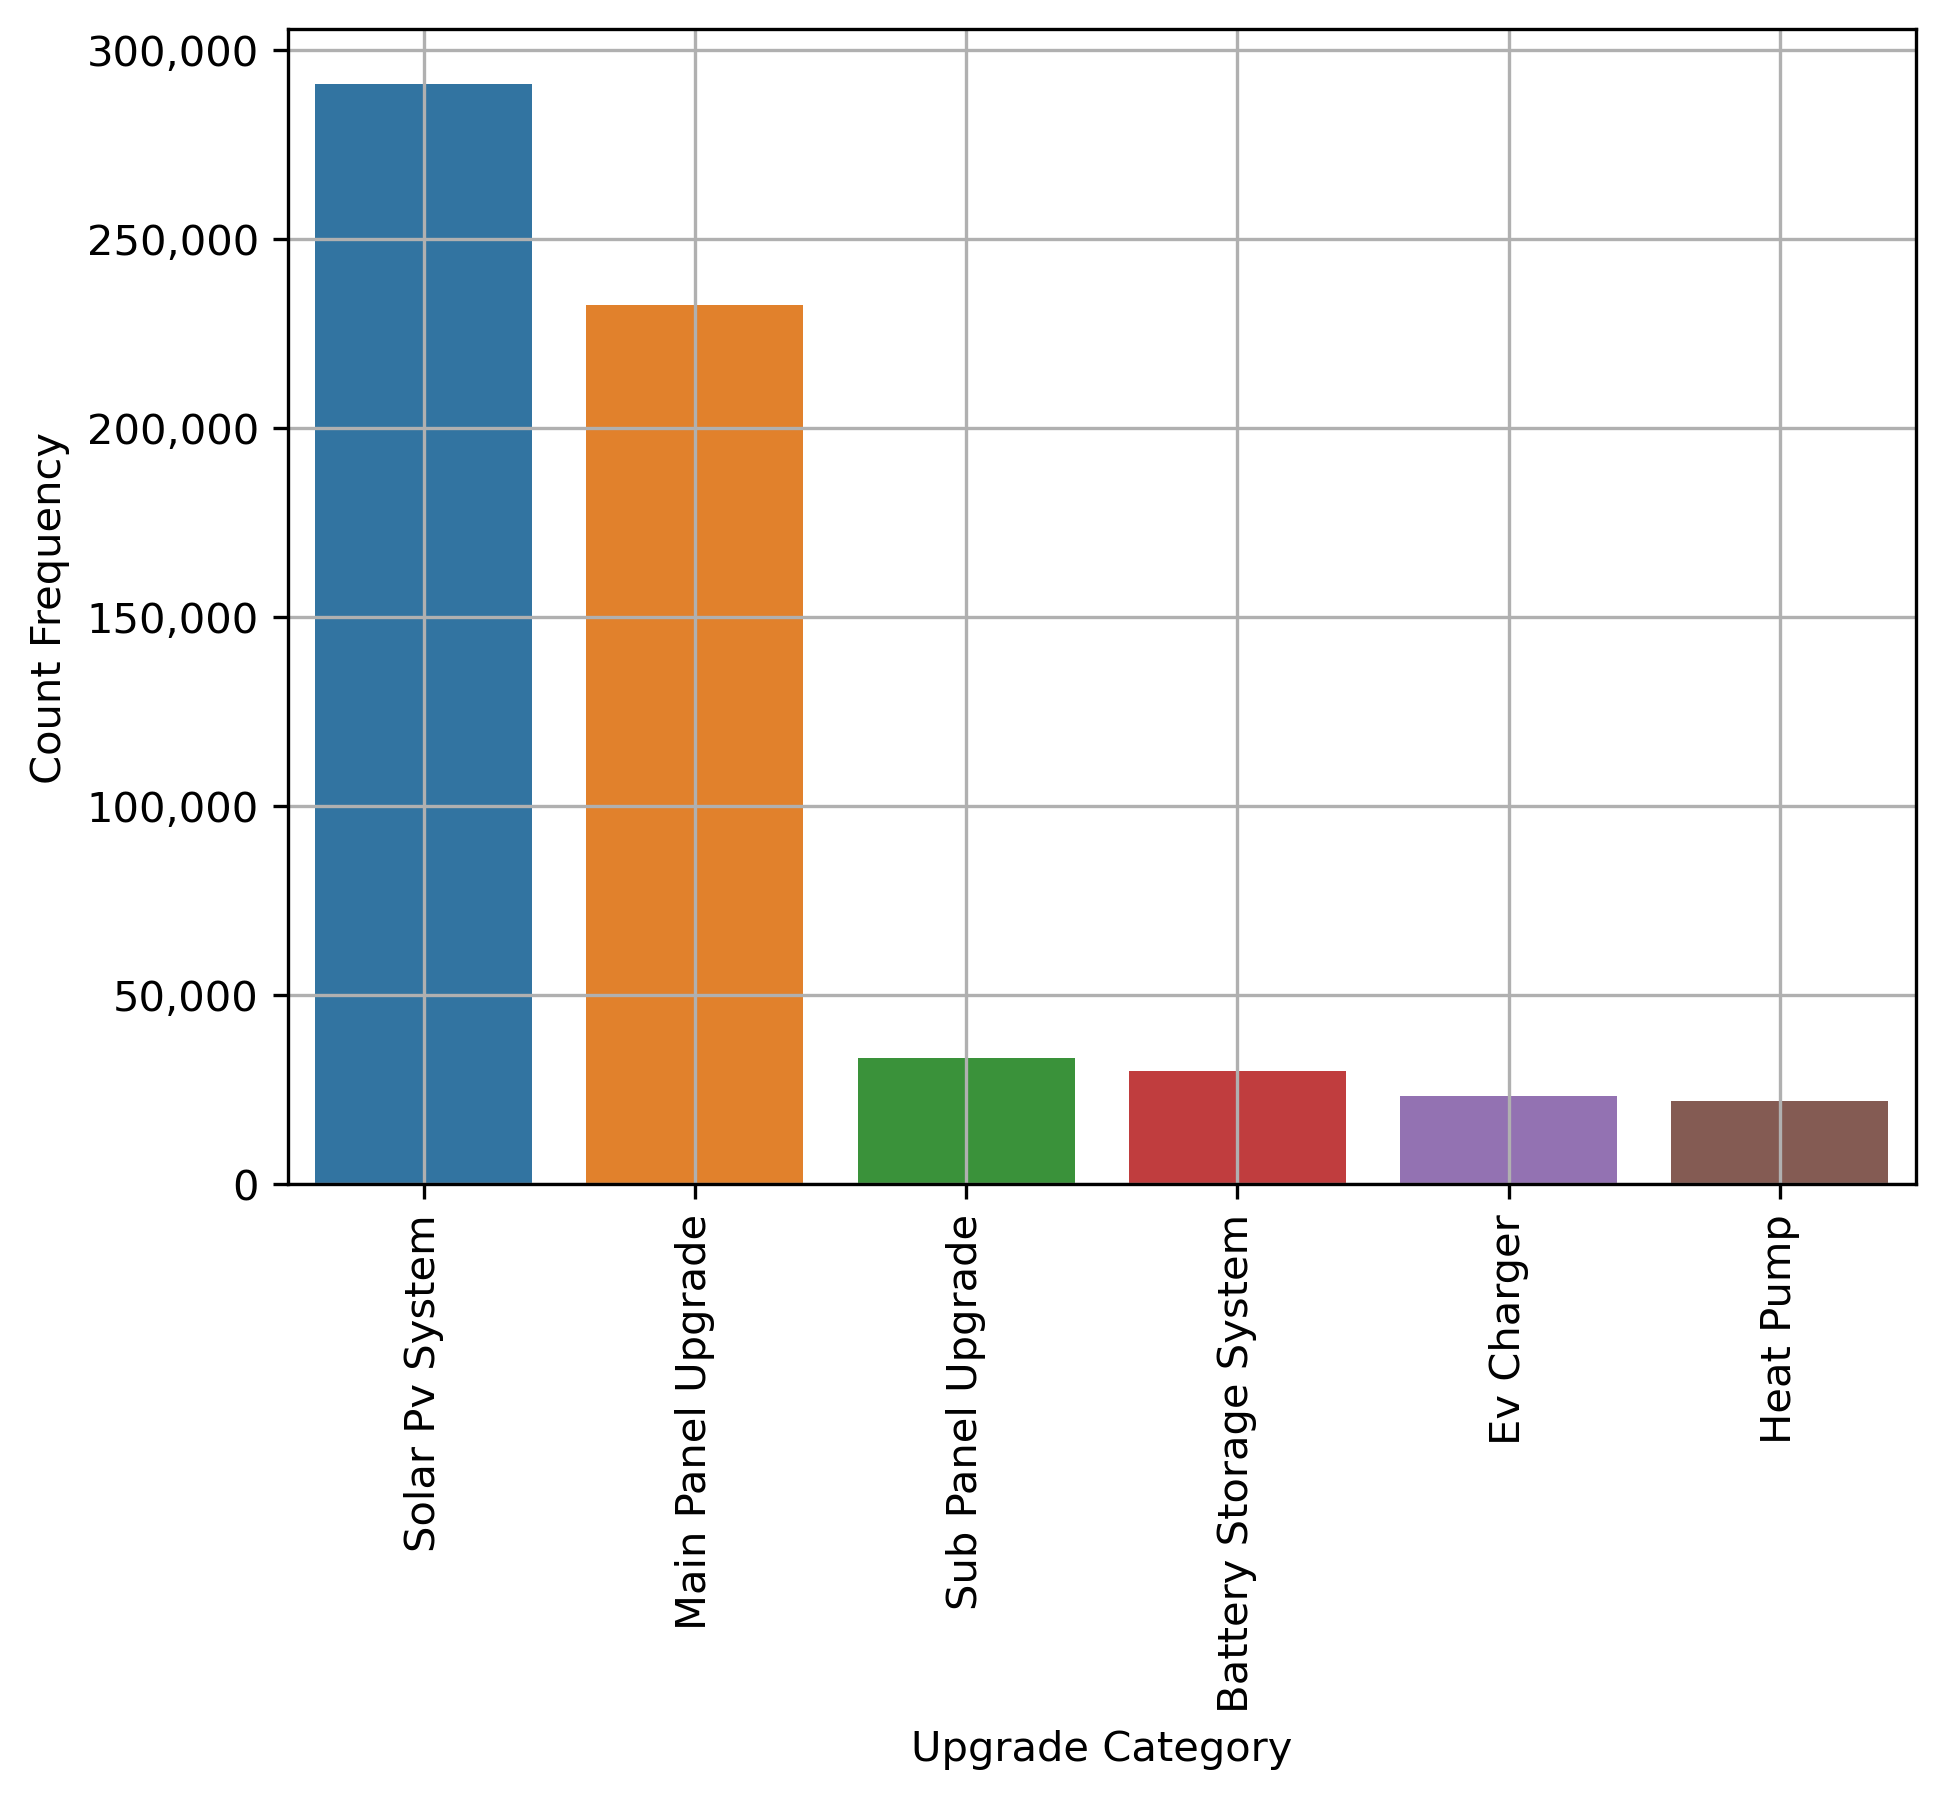 300,000
250,000
200,000
150,000
100,000
50,000
0
Count Frequency
Solar Pv System
Main Panel Upgrade
Sub Panel Upgrade
Battery Storage System
Ev Charger
Heat Pump
Upgrade Category